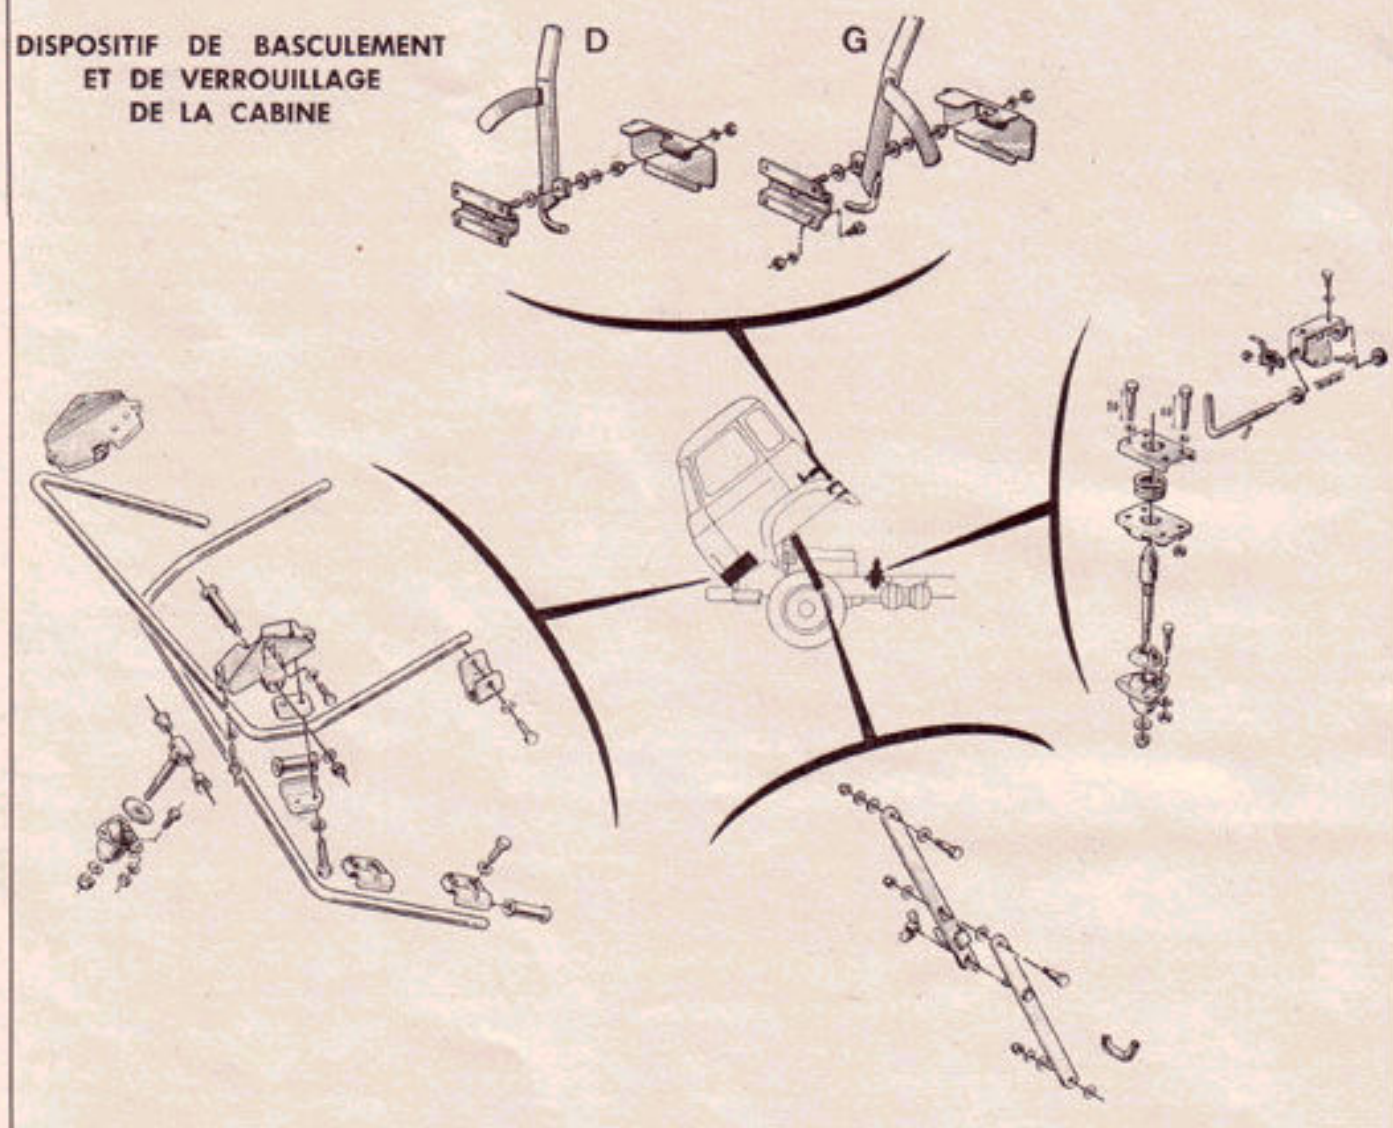 DISPOSITIF DE BASCULEMENT
ET DE VERROUILLAGE
DE LA CABINE
D
G